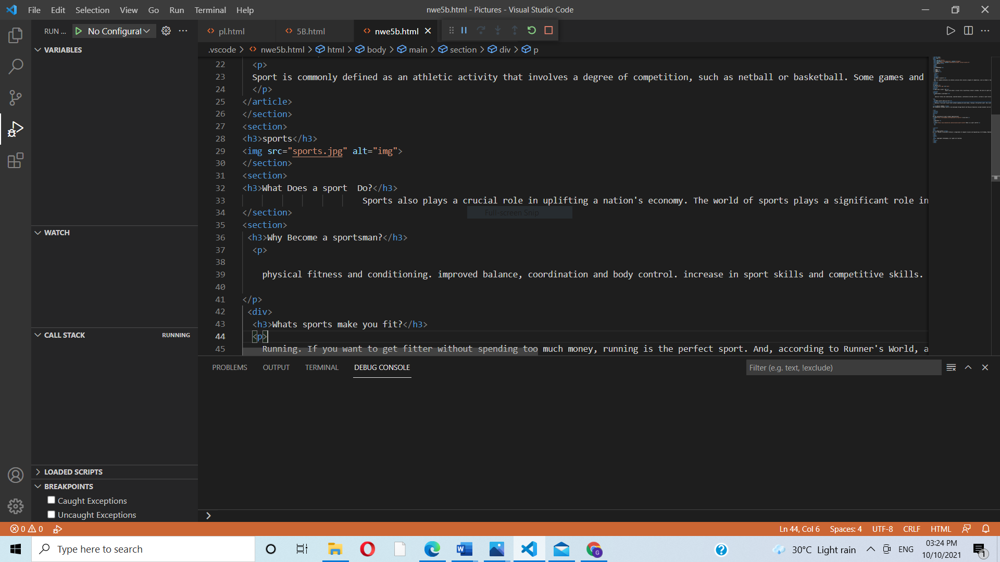 File Edit Selection View Go Run Terminal Help
nwe5b.html - Pictures - Visual Studio Code
RUN ... No Configurat
pl.html 5B.html nwe5b.html
.vscode > nwe5b.html > html > body > main > section > div > p
VARIABLES
WATCH
CALL STACK RUNNING
LOADED SCRIPTS
BREAKPOINTS
Caught Exceptions
Uncaught Exceptions
22 <p>
23 Sport is commonly defined as an athletic activity that involves a degree of competition, such as netball or basketball. Some games and
24 </p>
25 </article>
26 </section>
27 <section>
28 <h3>sports</h3>
29 <img src="sports.jpg" alt="img">
30 </section>
31 <section>
32 <h3>What Does a sport  Do?</h3>
33 Sports also plays a crucial role in uplifting a nation's economy. The world of sports plays a significant role in
34 </section>
Full-screen Snip
35 <section>
36 <h3>Why Become a sportsman?</h3>
37 <p>
38
39 physical fitness and conditioning. improved balance, coordination and body control. increase in sport skills and competitive skills.
40
41 </p>
42 <div>
43 <h3>Whats sports make you fit?</h3>
44 <p>
45 Running. If you want to get fitter without spending too much money, running is the perfect sport. And, according to Runner's World, a
PROBLEMS OUTPUT TERMINAL DEBUG CONSOLE
Filter (e.g. text, !exclude)
0 0
Ln 44, Col 6 Spaces: 4 UTF-8 CRLF HTML
Type here to search
30°C Light rain ENG
03:24 PM
10/10/2021
1